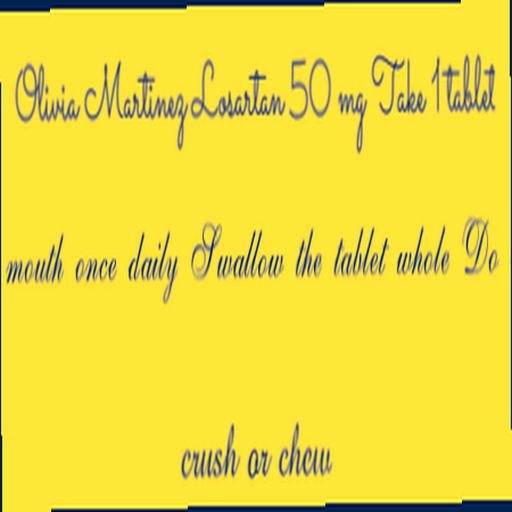 Olivia Martinez Losartan 50 mg Take 1 tablet
mouth once daily Swallow the tablet whole Do
crush or chew